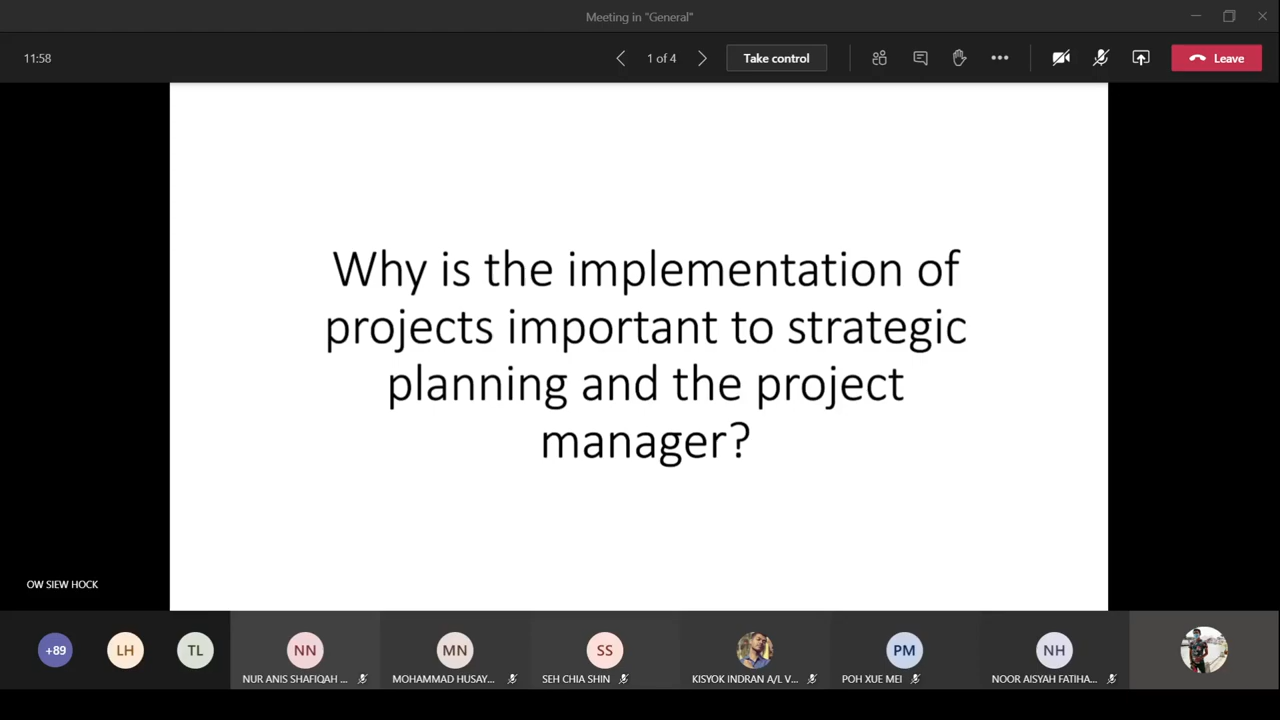 Meeting in "General"
11:58
1 of 4
Take control
Leave
Why is the implementation of
projects important to strategic
planning and the project
manager?
OW SIEW HOCK
+89
LH
TL
NN
NUR ANIS SHAFIQAH ...
MN
MOHAMMAD HUSAY...
SS
SEH CHIA SHIN
KISYOK INDRAN A/L V...
PM
POH XUE MEI
NH
NOOR AISYAH FATIHA...